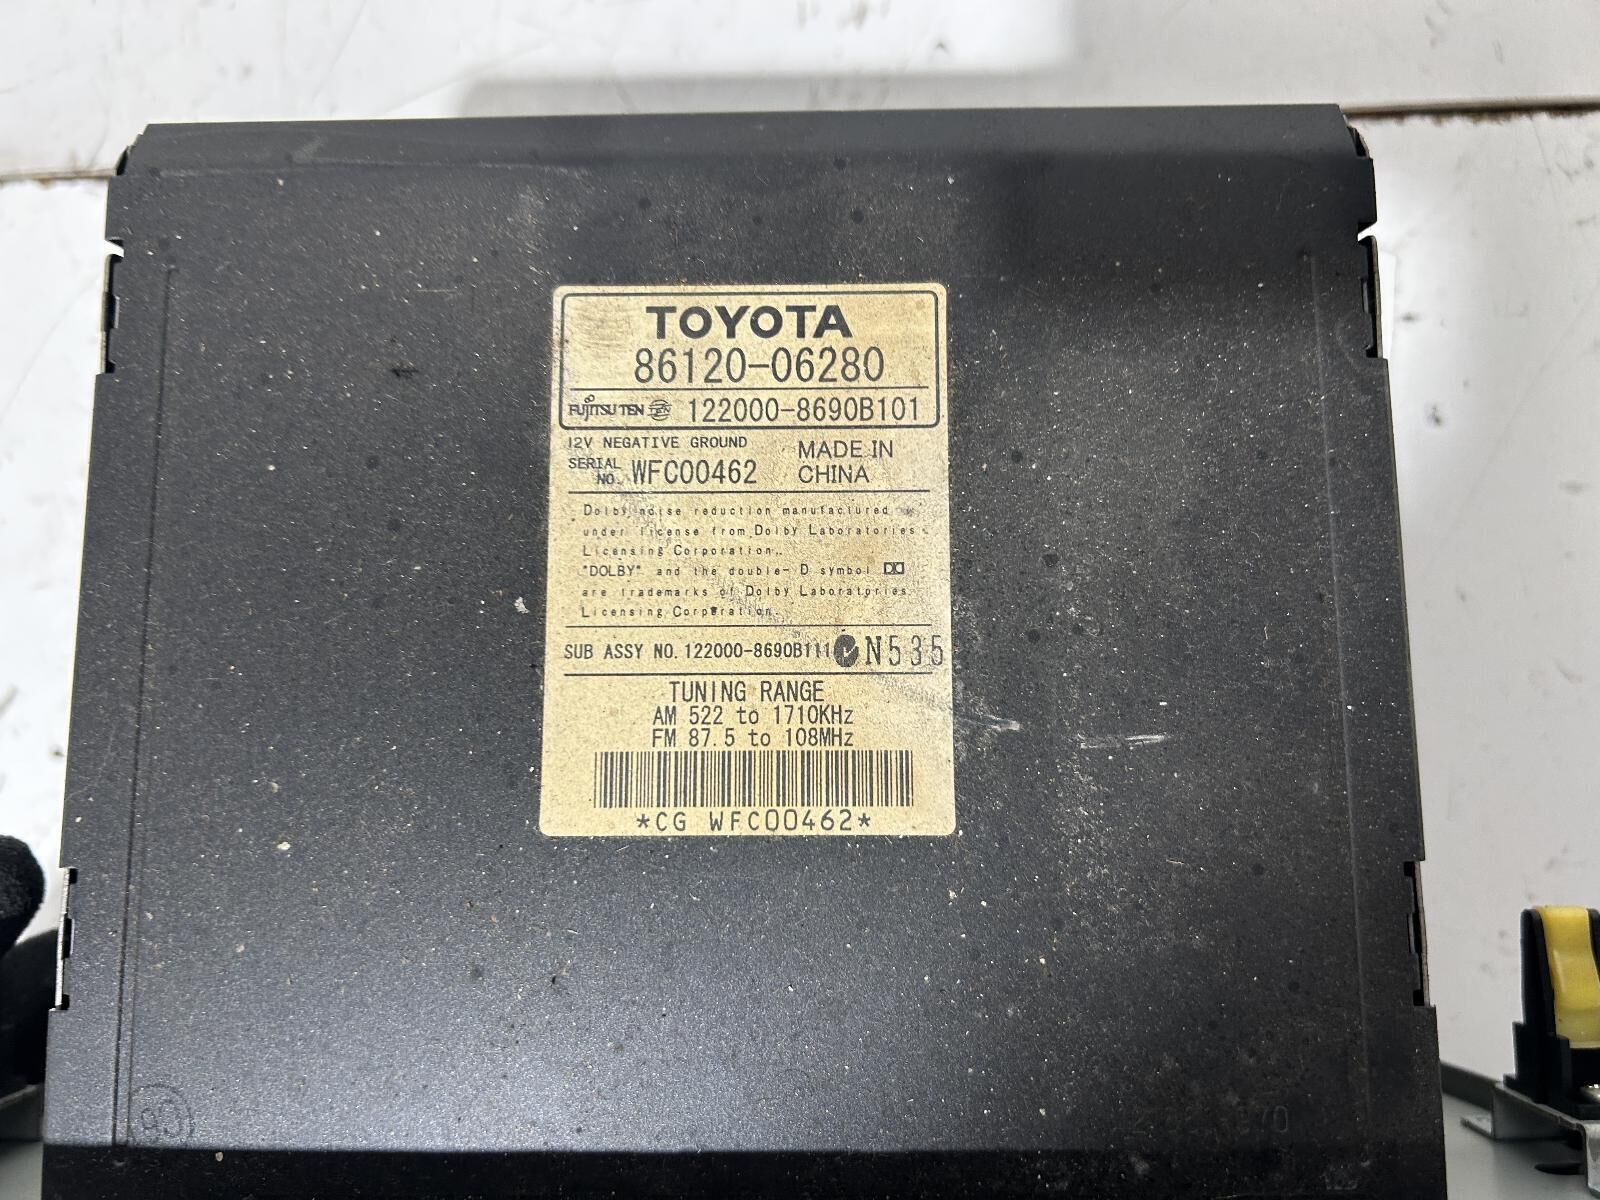 TOYOTA
86120-06280
FUJITSU TEN TEN 122000-8690B101
12V NEGATIVE GROUND
SERIAL NO. WFC00462
MADE IN
CHINA
Dolby noise reduction manufactured
under license from Dolby Laboratories
Licensing Corporation.
"DOLBY" and the double- D symbol
are trademarks of Dolby Laboratories
Licensing Corporation.
SUB ASSY NO. 122000-8690B111 N535
TUNING RANGE
AM 522 to 1710KHz
FM 87.5 to 108MHz
*CG WFC00462*